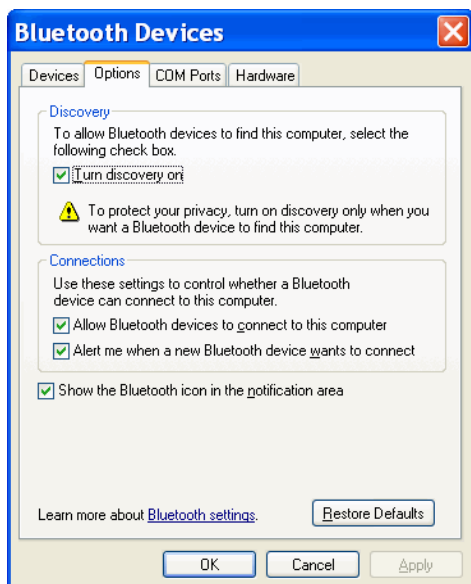 Bluetooth Devices
Devices Options COM Ports Hardware
Discovery
To allow Bluetooth devices to find this computer, select the
following check box.
Turn discovery on
To protect your privacy, turn on discovery only when you
want a Bluetooth device to find this computer.
Connections
Use these settings to control whether a Bluetooth
device can connect to this computer.
Allow Bluetooth devices to connect to this computer
Alert me when a new Bluetooth device wants to connect
Show the Bluetooth icon in the notification area
Learn more about Bluetooth settings. Restore Defaults
OK Cancel Apply